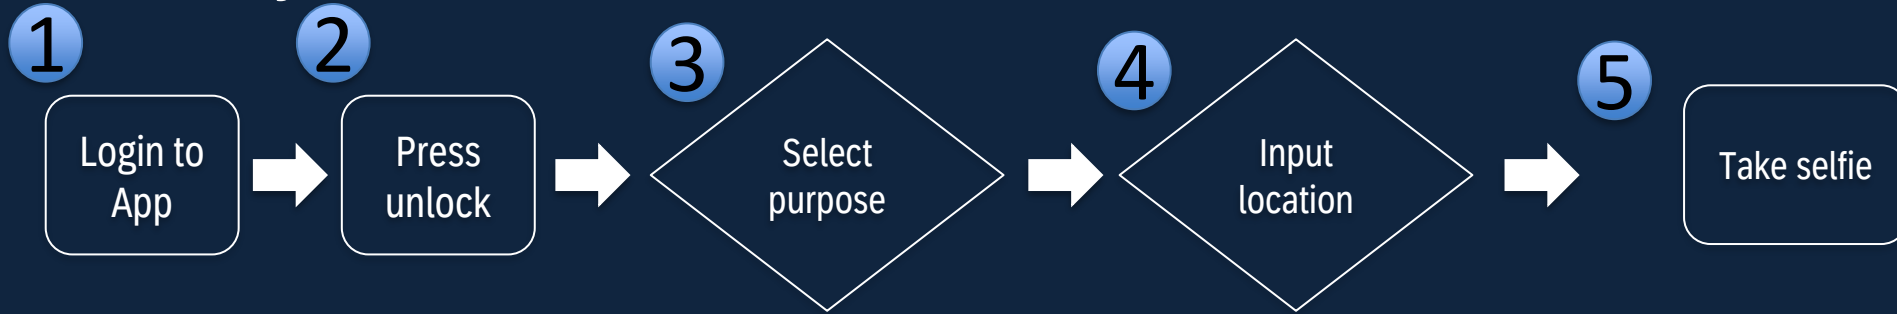 1
Login to
App
2
Press
unlock
3
Select
purpose
4
Input
location
5
Take selfie